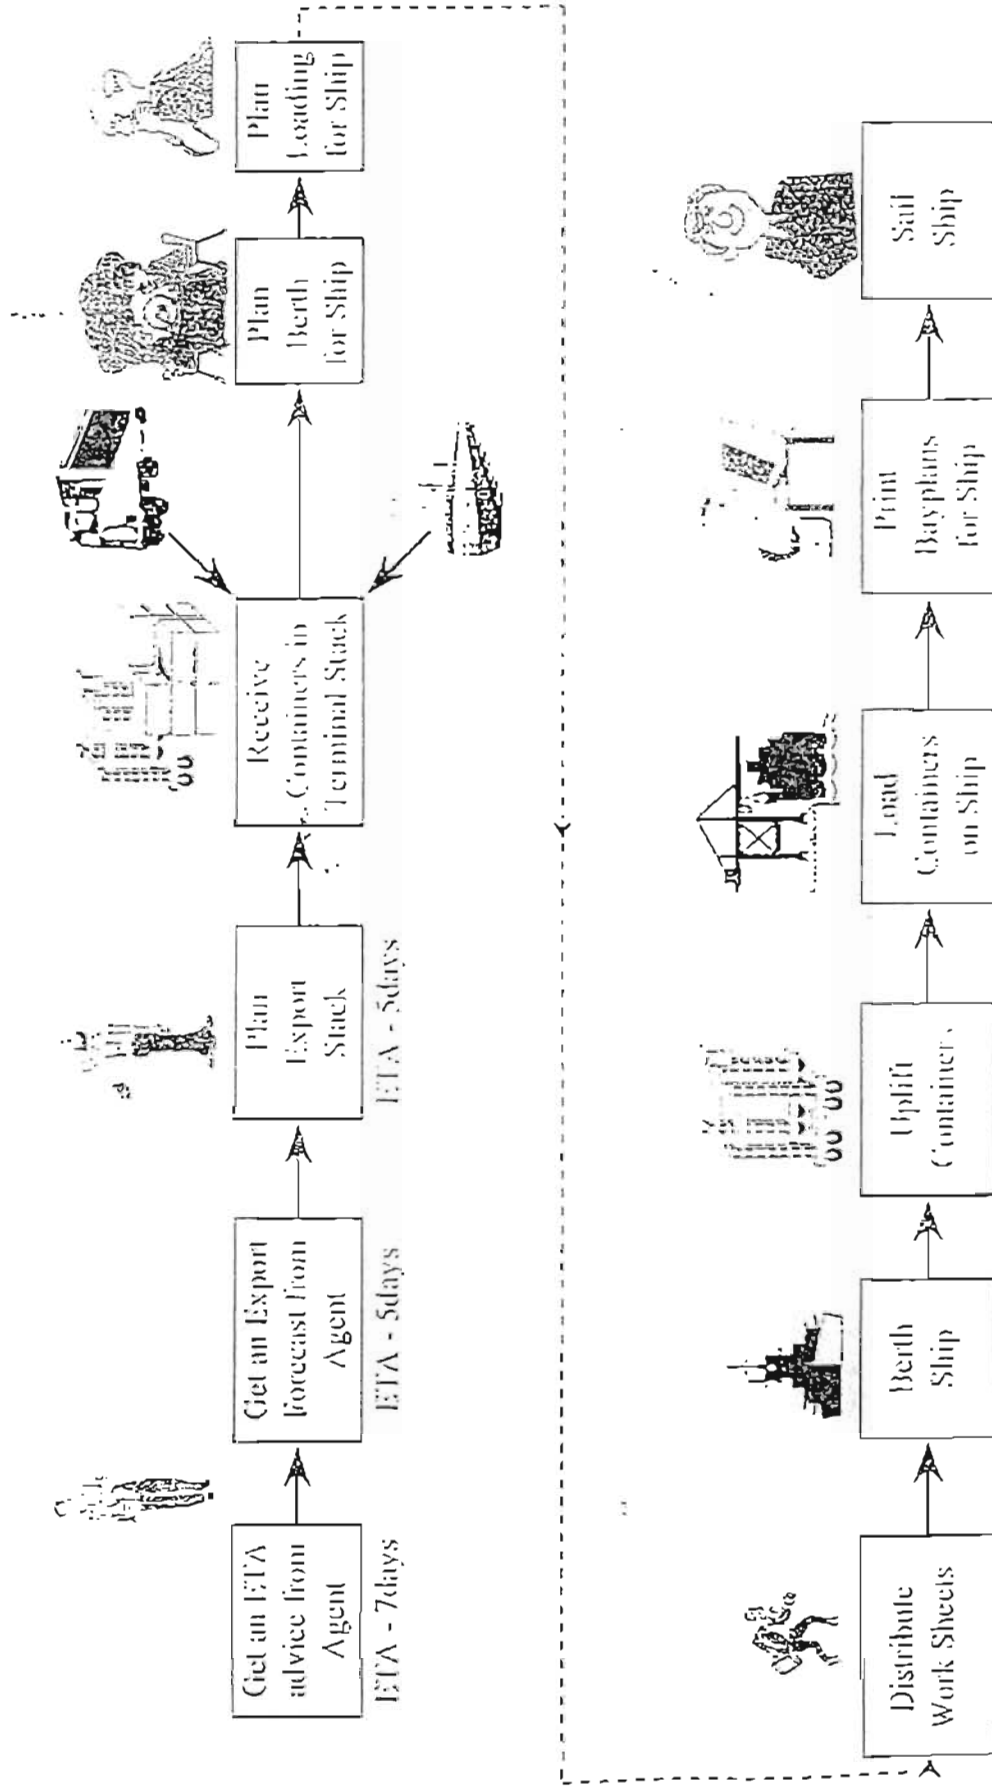 Get an ETA
advice from
Agent
ETA - 7days
Get an Export
forecast from
Agent
ETA - 5days
Plan
Export
Stack
ETA - 5days
Receive
Containers in
Terminal Stack
Plan
Berth
for Ship
Plan
Loading
for Ship
Distribute
Work Sheets
Berth
Ship
Uplift
Containers
Load
Containers
on Ship
Print
Bayplans
for Ship
Sail
Ship